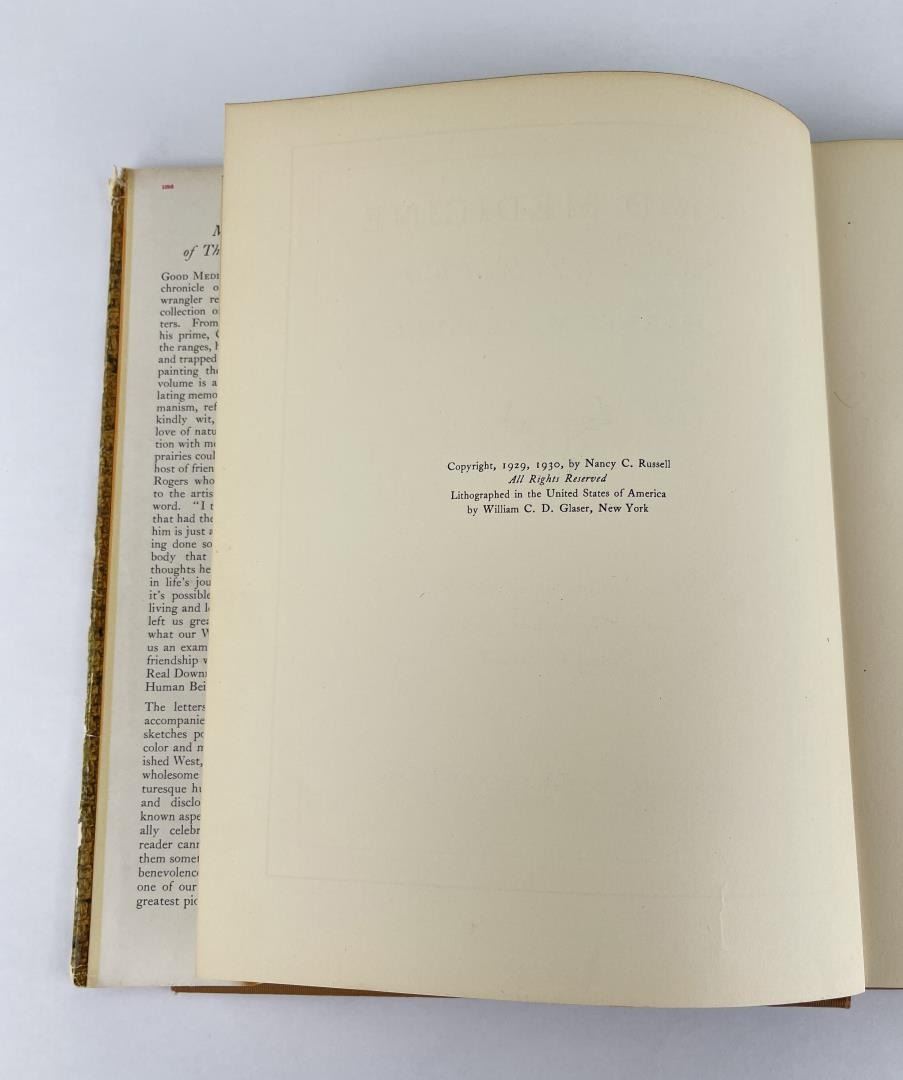 of Th
GOOD MEDI
chronicle o
wrangler re
collection o
ters. From
his prime,
the ranges,
and trapped
painting the
volume is a
lating memo
manism, ref
kindly wit,
love of natu
tion with me
prairies coul
host of frien
Rogers who
to the artis
word. "I t
that had the
him is just a
ing done so
body that
thoughts he
in life's jou
it's possible
living and l
left us grea
what our W
us an exam
friendship w
Real Down
Human Bei
The letters
accompanie
sketches po
color and m
ished West,
wholesome
turesque hu
and disclo
known aspe
ally celebr
reader cann
them somet
benevolence
one of our
greatest pic
Copyright, 1929, 1930, by Nancy C. Russell
All Rights Reserved
Lithographed in the United States of America
by William C. D. Glaser, New York